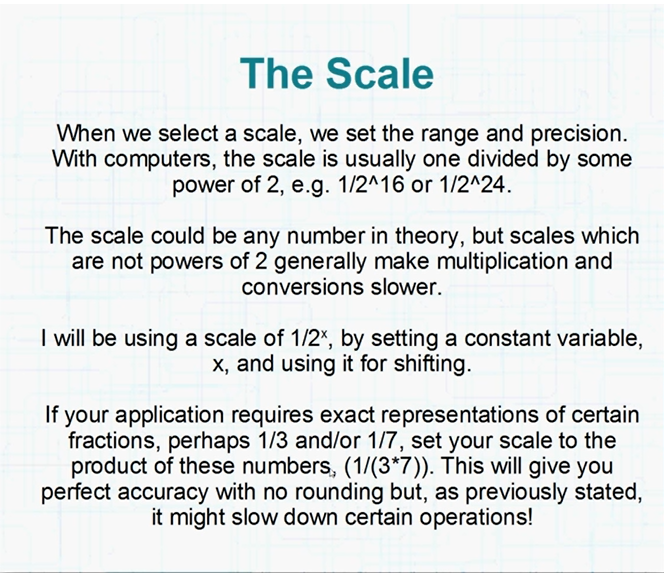 The Scale
When we select a scale, we set the range and precision.
With computers, the scale is usually one divided by some
power of 2, e.g. 1/2^16 or 1/2^24.
The scale could be any number in theory, but scales which
are not powers of 2 generally make multiplication and
conversions slower.
I will be using a scale of 1/2ˣ, by setting a constant variable,
x, and using it for shifting.
If your application requires exact representations of certain
fractions, perhaps 1/3 and/or 1/7, set your scale to the
product of these numbers, (1/(3*7)). This will give you
perfect accuracy with no rounding but, as previously stated,
it might slow down certain operations!